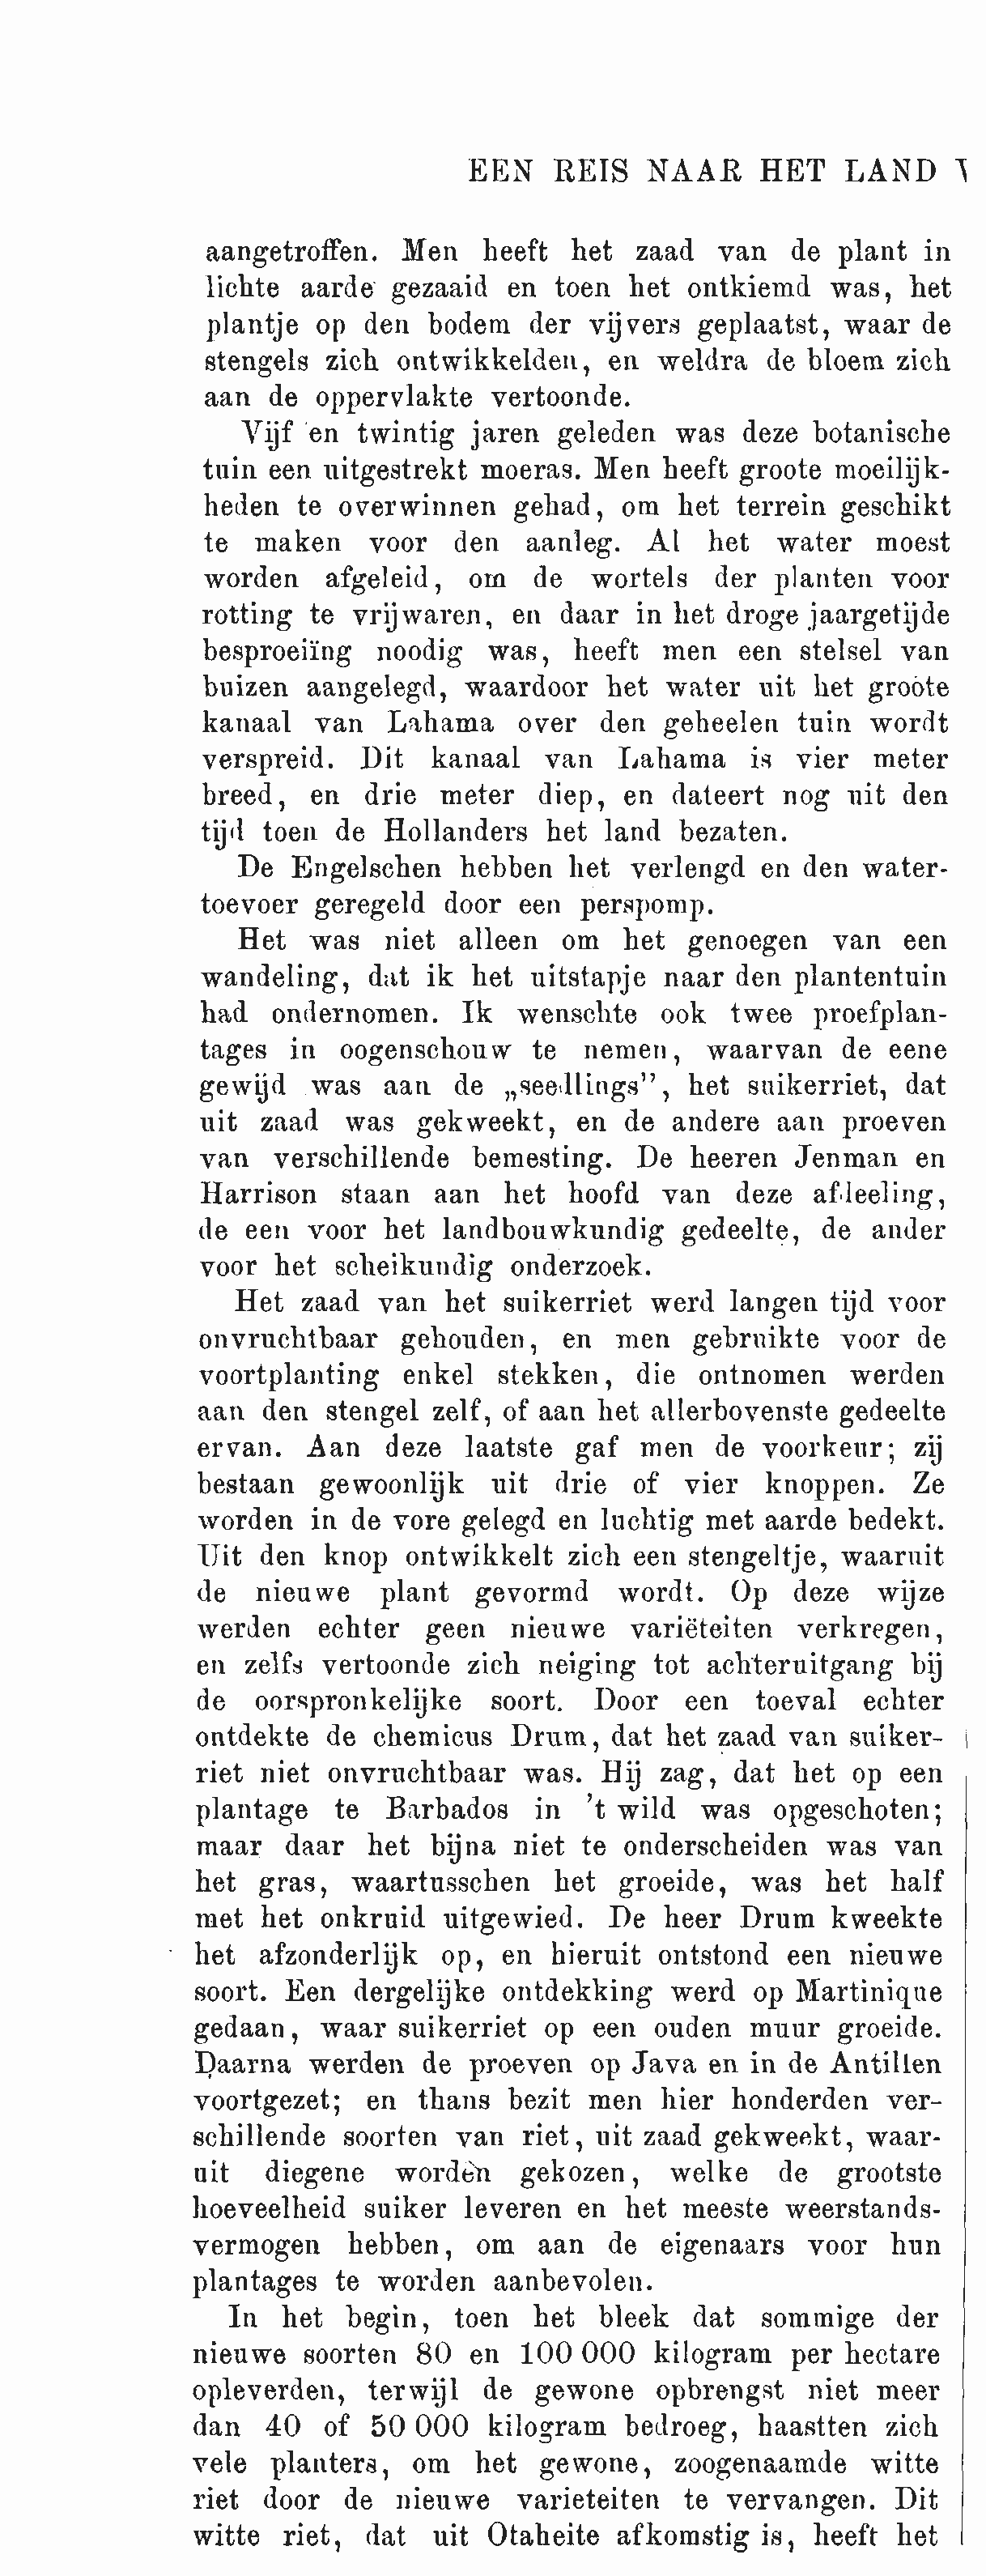 EEN REIS NAAR HET LAND
aangetroffen. Men heeft het zaad van de plant in
lichte aarde gezaaid en toen het ontkiemd was, het
plantje op den bodem der vijvers geplaatst, waar de
stengels zich ontwikkelden, en weldra de bloem zich
aan de oppervlakte vertoonde.
Vijf en twintig jaren geleden was deze botanische
tuin een uitgestrekt moeras. Men heeft groote moeilijk-
heden te overwinnen gehad, om het terrein geschikt
te maken voor den aanleg. Al het water moest
worden afgeleid, om de wortels der planten voor
rotting te vrijwaren, en daar in het droge jaargetijde
besproeiïng noodig was, heeft men een stelsel van
buizen aangelegd, waardoor het water uit het groote
kanaal van Lahama over den geheelen tuin wordt
verspreid. Dit kanaal van Lahama is vier meter
breed, en drie meter diep, en dateert nog uit den
tijd toen de Hollanders het land bezaten.
De Engelschen hebben het verlengd en den water-
toevoer geregeld door een perspomp.
Het was niet alleen om het genoegen van een
wandeling, dat ik het uitstapje naar den plantentuin
had ondernomen. Ik wenschte ook twee proefplan-
tages in oogenschouw te nemen, waarvan de eene
gewijd was aan de „seedlings”, het suikerriet, dat
uit zaad was gekweekt, en de andere aan proeven
van verschillende bemesting. De heeren Jenman en
Harrison staan aan het hoofd van deze afdeeling,
de een voor het landbouwkundig gedeelte, de ander
voor het scheikundig onderzoek.
Het zaad van het suikerriet werd langen tijd voor
onvruchtbaar gehouden, en men gebruikte voor de
voortplanting enkel stekken, die ontnomen werden
aan den stengel zelf, of aan het allerbovenste gedeelte
ervan. Aan deze laatste gaf men de voorkeur; zij
bestaan gewoonlijk uit drie of vier knoppen. Ze
worden in de vore gelegd en luchtig met aarde bedekt.
Uit den knop ontwikkelt zich een stengeltje, waaruit
de nieuwe plant gevormd wordt. Op deze wijze
werden echter geen nieuwe variëteiten verkregen,
en zelfs vertoonde zich neiging tot achteruitgang bij
de oorspronkelijke soort. Door een toeval echter
ontdekte de chemicus Drum, dat het zaad van suiker-
riet niet onvruchtbaar was. Hij zag, dat het op een
plantage te Barbados in 't wild was opgeschoten;
maar daar het bijna niet te onderscheiden was van
het gras, waartusschen het groeide, was het half
met het onkruid uitgewied. De heer Drum kweekte
het afzonderlijk op, en hieruit ontstond een nieuwe
soort. Een dergelijke ontdekking werd op Martinique
gedaan, waar suikerriet op een ouden muur groeide.
Daarna werden de proeven op Java en in de Antillen
voortgezet; en thans bezit men hier honderden ver-
schillende soorten van riet, uit zaad gekweekt, waar-
uit diegene worden gekozen, welke de grootste
hoeveelheid suiker leveren en het meeste weerstands-
vermogen hebben, om aan de eigenaars voor hun
plantages te worden aanbevolen.
In het begin, toen het bleek dat sommige der
nieuwe soorten 80 en 100 000 kilogram per hectare
opleverden, terwijl de gewone opbrengst niet meer
dan 40 of 50 000 kilogram bedroeg, haastten zich
vele planters, om het gewone, zoogenaamde witte
riet door de nieuwe varieteiten te vervangen. Dit
witte riet, dat uit Otaheite afkomstig is, heeft het